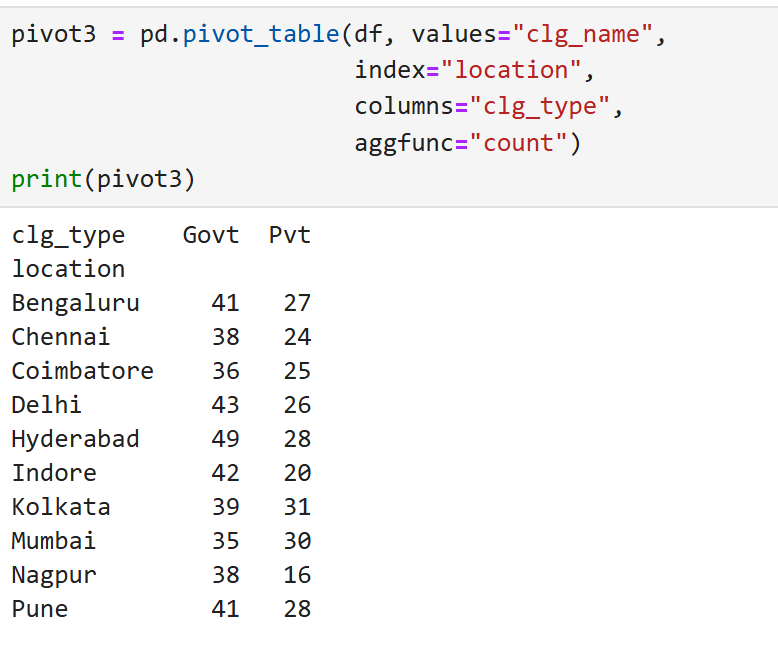 pivot3 = pd.pivot_table(df, values="clg_name",
                        index="location",
                        columns="clg_type",
                        aggfunc="count")
print(pivot3)
clg_type    Govt  Pvt
location
Bengaluru     41   27
Chennai       38   24
Coimbatore    36   25
Delhi         43   26
Hyderabad     49   28
Indore        42   20
Kolkata       39   31
Mumbai        35   30
Nagpur        38   16
Pune          41   28